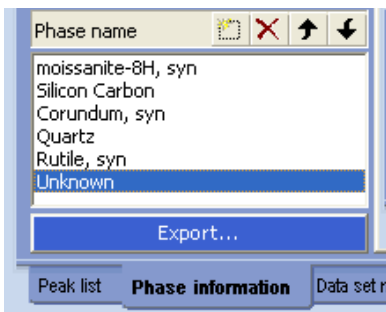 Phase name
moissanite-8H, syn
Silicon Carbon
Corundum, syn
Quartz
Rutile, syn
Unknown
Export...
Peak list Phase information Data set